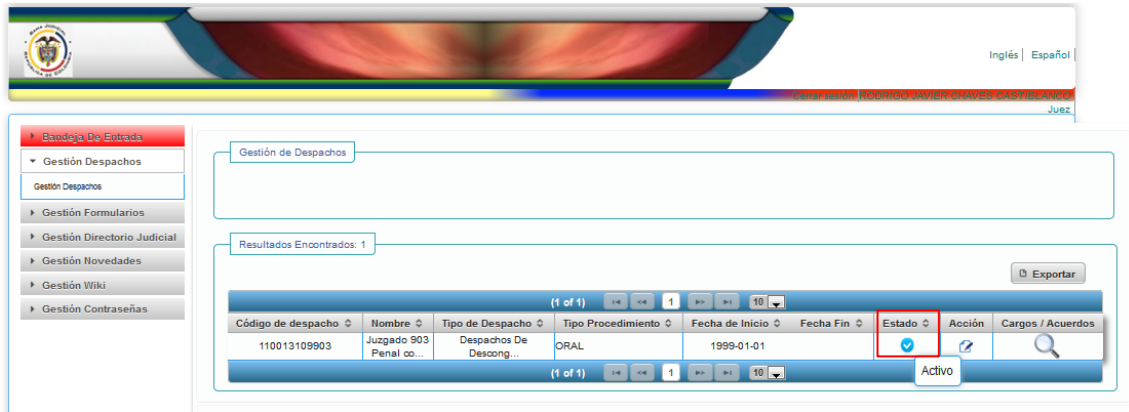 Inglés | Español |
Cerrar sesión RODRIGO JAVIER CHAVES CASTIBLANCO
Juez
Bandeja De Entrada
Gestión Despachos
Gestión Despachos
Gestión Formularios
Gestión Directorio Judicial
Gestión Novedades
Gestión Wiki
Gestión Contraseñas
Gestión de Despachos
Resultados Encontrados: 1
Exportar
(1 of 1) 1 10
Código de despacho Nombre Tipo de Despacho Tipo Procedimiento Fecha de Inicio Fecha Fin Estado Acción Cargos / Acuerdos
110013109903 Juzgado 903 Penal co... Despachos De Descong... ORAL 1999-01-01
(1 of 1) 1 10
Activo